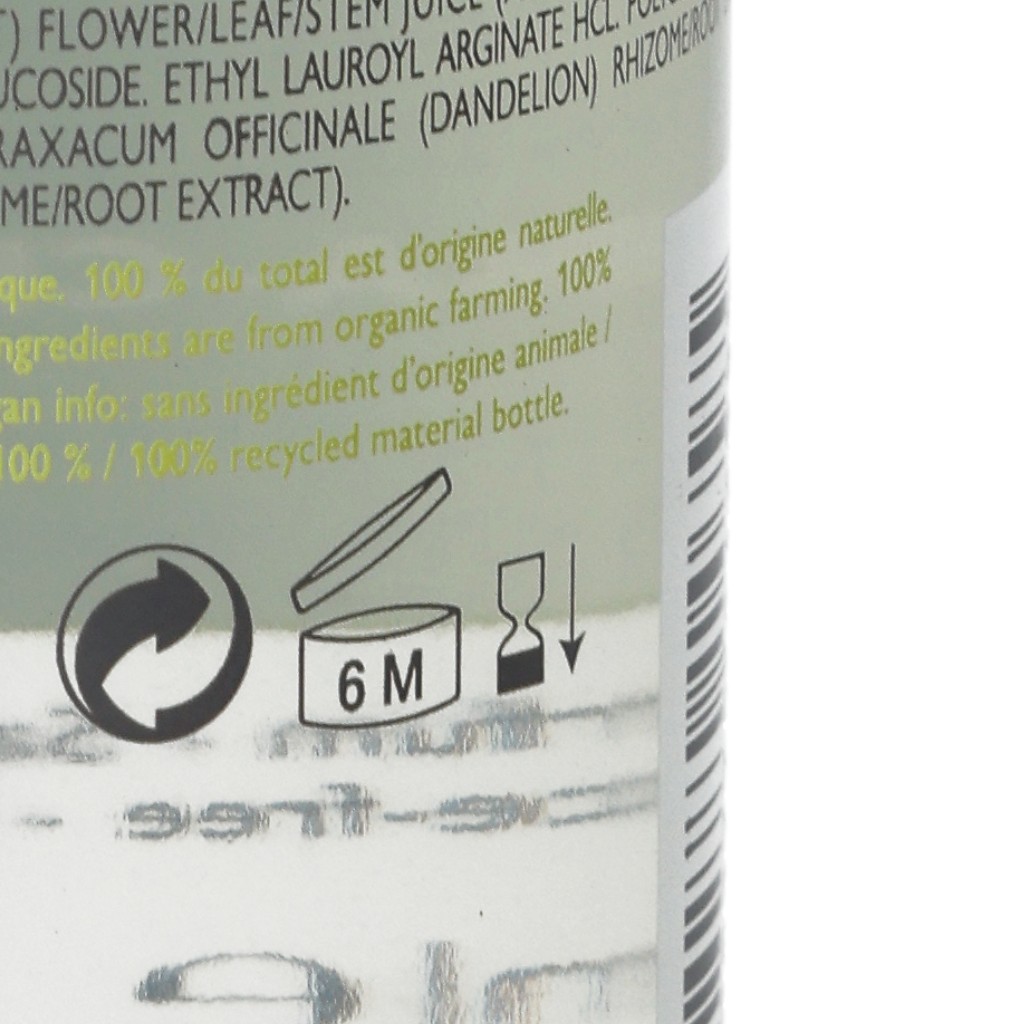 ) FLOWER/LEAF/STEM JUICE
UCOSIDE. ETHYL LAUROYL ARGINATE HCL.
RAXACUM OFFICINALE (DANDELION) RHIZOME/ROO
ME/ROOT EXTRACT).
que. 100 % du total est d'origine naturelle.
ngredients are from organic farming. 100%
gan info: sans ingrédient d'origine animale /
100 % / 100% recycled material bottle.
6 M